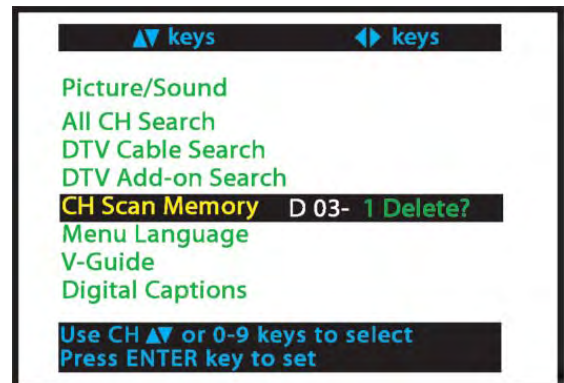 ▲▼ keys ◀▶ keys
Picture/Sound
All CH Search
DTV Cable Search
DTV Add-on Search
CH Scan Memory D 03- 1 Delete?
Menu Language
V-Guide
Digital Captions
Use CH ▲▼ or 0-9 keys to select
Press ENTER key to set